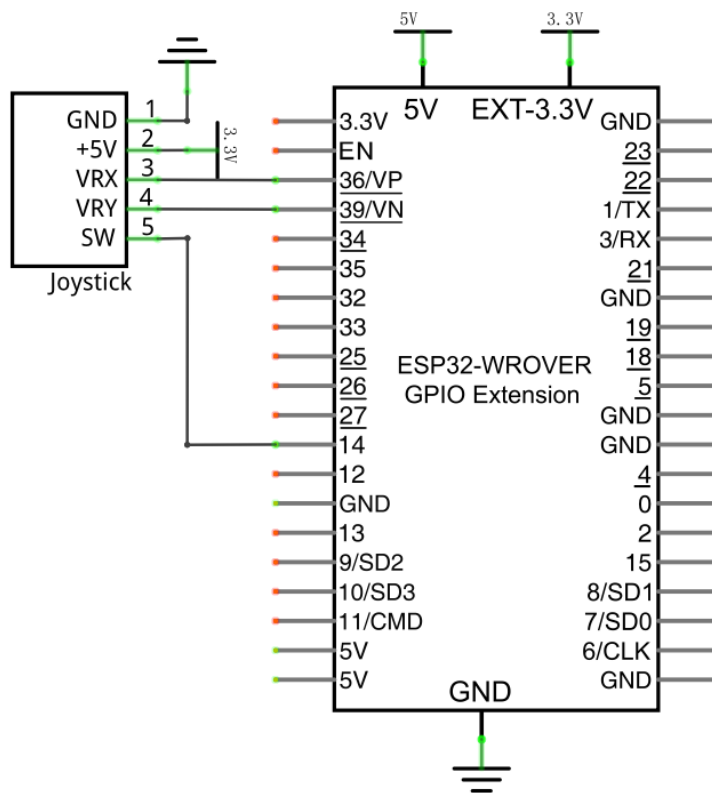 5V
3.3V
GND 1
+5V 2
3.3V
VRX 3
VRY 4
SW 5
Joystick
5V EXT-3.3V
3.3V GND
EN 23
36/VP 22
39/VN 1/TX
34 3/RX
35 21
32 GND
33 19
25 18
ESP32-WROVER
GPIO Extension
26 5
27 GND
14 GND
12 4
GND 0
13 2
9/SD2 15
10/SD3 8/SD1
11/CMD 7/SD0
5V 6/CLK
5V GND
GND